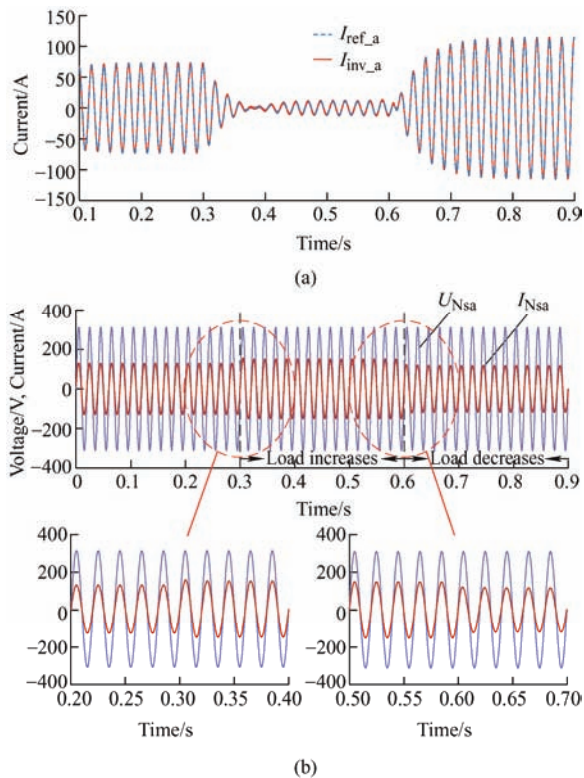 150
100
50
0
−50
−100
−150
Current/A
I_ref_a
I_inv_a
0.1 0.2 0.3 0.4 0.5 0.6 0.7 0.8 0.9
Time/s
(a)
400
200
0
−200
−400
Voltage/V, Current/A
U_Nsa I_Nsa
Load increases Load decreases
0 0.1 0.2 0.3 0.4 0.5 0.6 0.7 0.8 0.9
Time/s
400
200
0
−200
−400
0.20 0.25 0.30 0.35 0.40
Time/s
400
200
0
−200
−400
0.50 0.55 0.60 0.65 0.70
Time/s
(b)